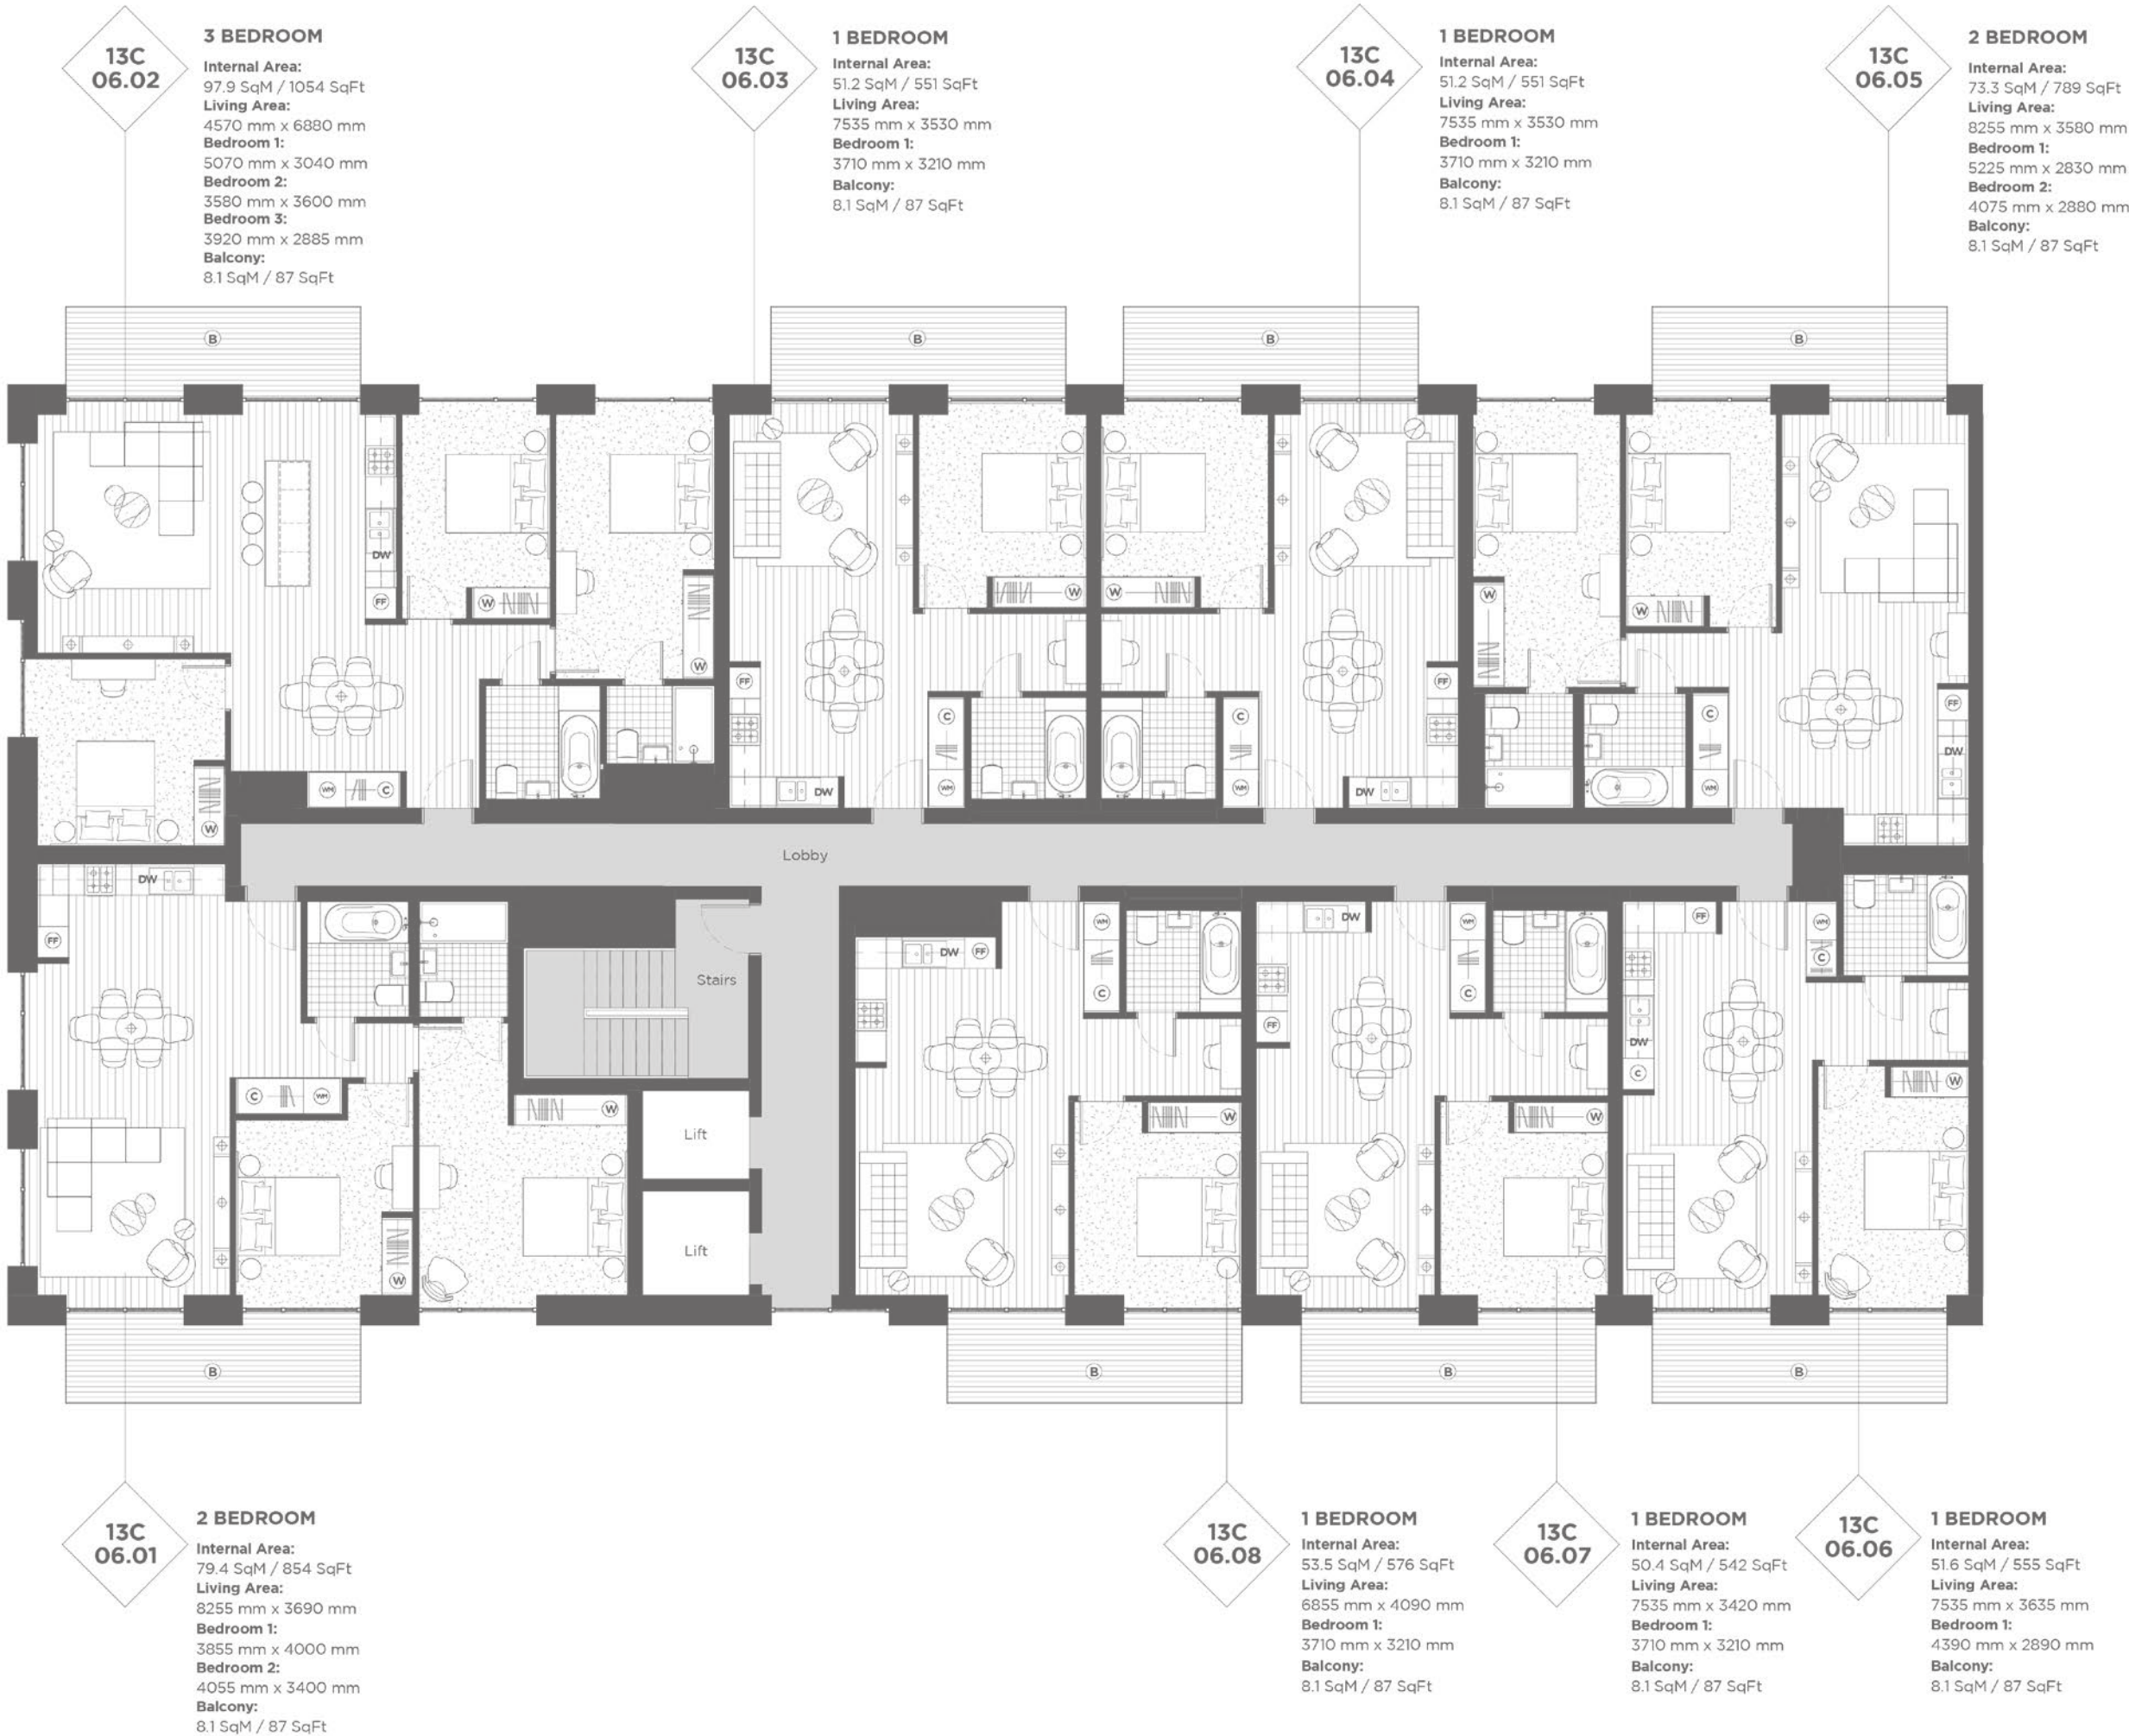 13C
06.02
3 BEDROOM
Internal Area:
97.9 SqM / 1054 SqFt
Living Area:
4570 mm x 6880 mm
Bedroom 1:
5070 mm x 3040 mm
Bedroom 2:
3580 mm x 3600 mm
Bedroom 3:
3920 mm x 2885 mm
Balcony:
8.1 SqM / 87 SqFt
13C
06.03
1 BEDROOM
Internal Area:
51.2 SqM / 551 SqFt
Living Area:
7535 mm x 3530 mm
Bedroom 1:
3710 mm x 3210 mm
Balcony:
8.1 SqM / 87 SqFt
13C
06.04
1 BEDROOM
Internal Area:
51.2 SqM / 551 SqFt
Living Area:
7535 mm x 3530 mm
Bedroom 1:
3710 mm x 3210 mm
Balcony:
8.1 SqM / 87 SqFt
13C
06.05
2 BEDROOM
Internal Area:
73.3 SqM / 789 SqFt
Living Area:
8255 mm x 3580 mm
Bedroom 1:
5225 mm x 2830 mm
Bedroom 2:
4075 mm x 2880 mm
Balcony:
8.1 SqM / 87 SqFt
B
B
B
B
DW
FF
W
W
W
WM
C
W
FF
DW
C
WM
W
C
WM
FF
DW
W
W
C
WM
FF
DW
Lobby
DW
FF
C
WM
W
W
Stairs
Lift
Lift
DW
FF
WM
C
W
DW
FF
WM
C
W
FF
DW
C
WM
C
W
B
B
B
B
13C
06.01
2 BEDROOM
Internal Area:
79.4 SqM / 854 SqFt
Living Area:
8255 mm x 3690 mm
Bedroom 1:
3855 mm x 4000 mm
Bedroom 2:
4055 mm x 3400 mm
Balcony:
8.1 SqM / 87 SqFt
13C
06.08
1 BEDROOM
Internal Area:
53.5 SqM / 576 SqFt
Living Area:
6855 mm x 4090 mm
Bedroom 1:
3710 mm x 3210 mm
Balcony:
8.1 SqM / 87 SqFt
13C
06.07
1 BEDROOM
Internal Area:
50.4 SqM / 542 SqFt
Living Area:
7535 mm x 3420 mm
Bedroom 1:
3710 mm x 3210 mm
Balcony:
8.1 SqM / 87 SqFt
13C
06.06
1 BEDROOM
Internal Area:
51.6 SqM / 555 SqFt
Living Area:
7535 mm x 3635 mm
Bedroom 1:
4390 mm x 2890 mm
Balcony:
8.1 SqM / 87 SqFt